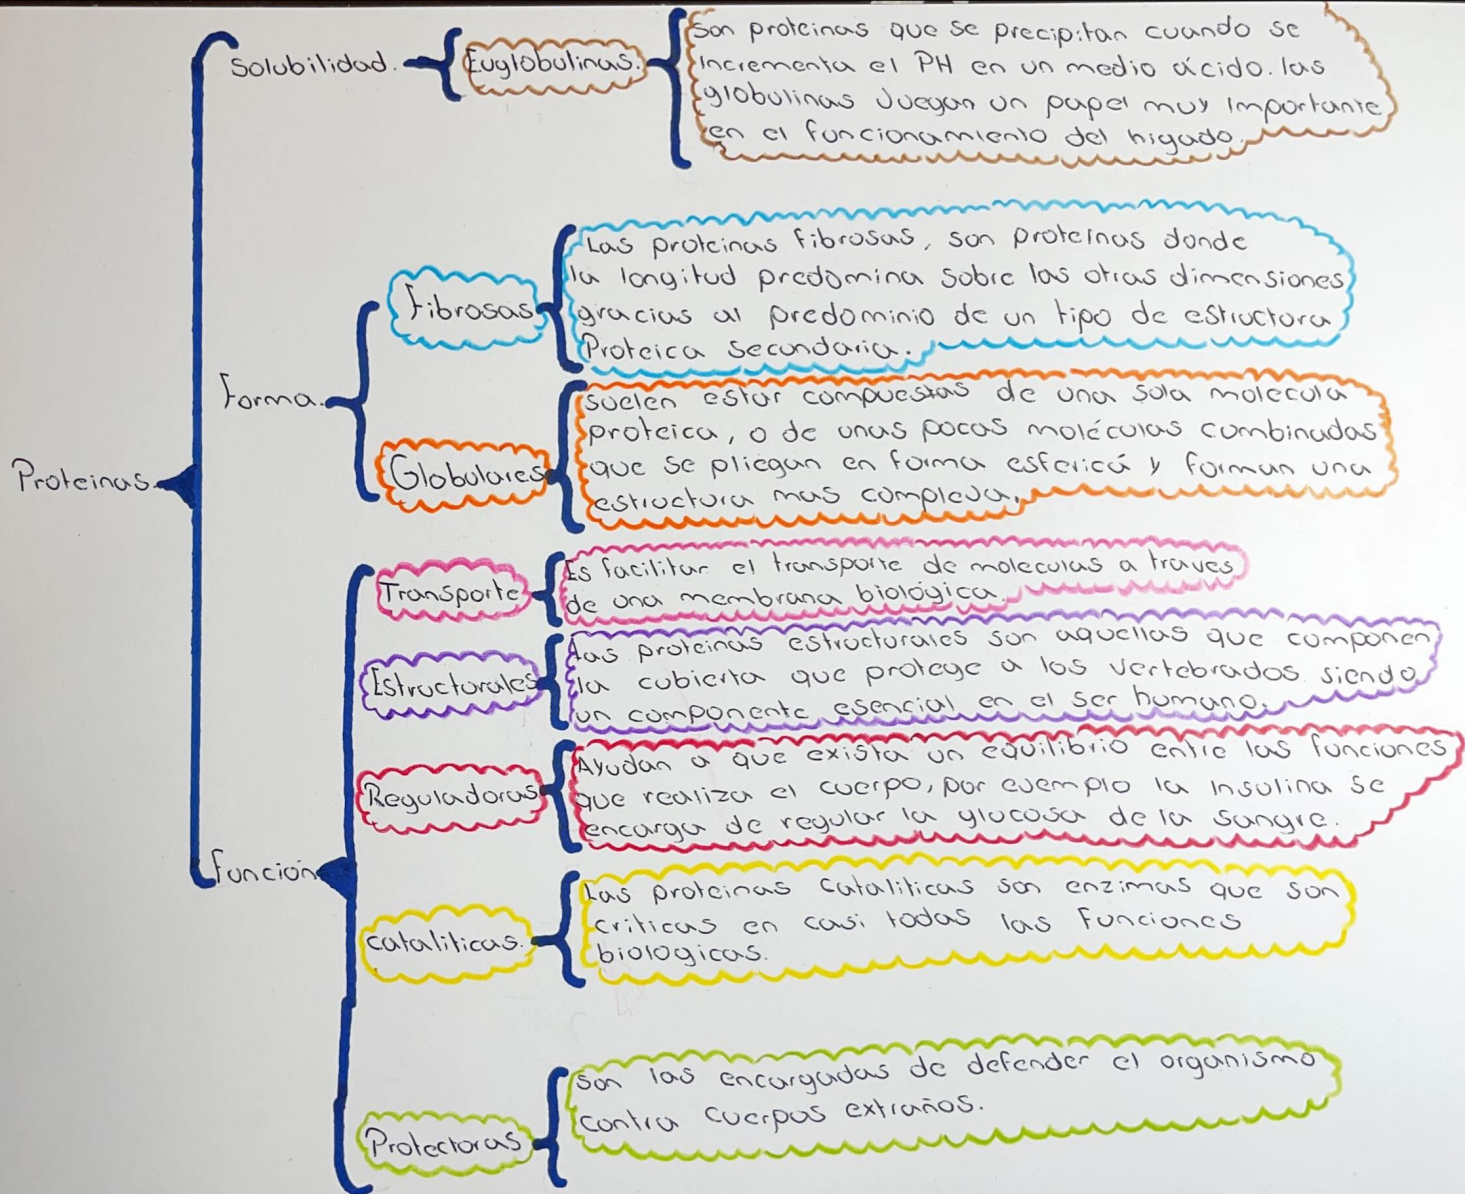 Proteinas.
Solubilidad.
Euglobulinas.
Son proteinas que se precipitan cuando se
incrementa el PH en un medio ácido. las
globulinas Juegan un papel muy importante
en el funcionamiento del higado.
Forma.
Fibrosas
Las proteinas fibrosas, son proteinas donde
la longitud predomina sobre las otras dimensiones
gracias al predominio de un tipo de estructura
Proteica secundaria.
Globulares
suelen estar compuestas de una sola molecula
proteica, o de unas pocas moléculas combinadas
que se pliegan en forma esfericá y forman una
estructura mas compleja.
Función
Transporte
Es facilitar el transporte de moleculas a traves
de una membrana biológica.
Estructurales
Las proteinas estructurales son aquellas que componen
la cubierta que protege a los vertebrados siendo
un componente esencial en el ser humano.
Reguladoras
Ayudan a que exista un equilibrio entre las funciones
que realiza el cuerpo, por ejemplo la Insulina se
encarga de regular la glucosa de la sangre.
cataliticas.
Las proteinas cataliticas son enzimas que son
criticas en casi todas las funciones
biologicas.
Protectoras
Son las encargadas de defender el organismo
contra cuerpos extraños.